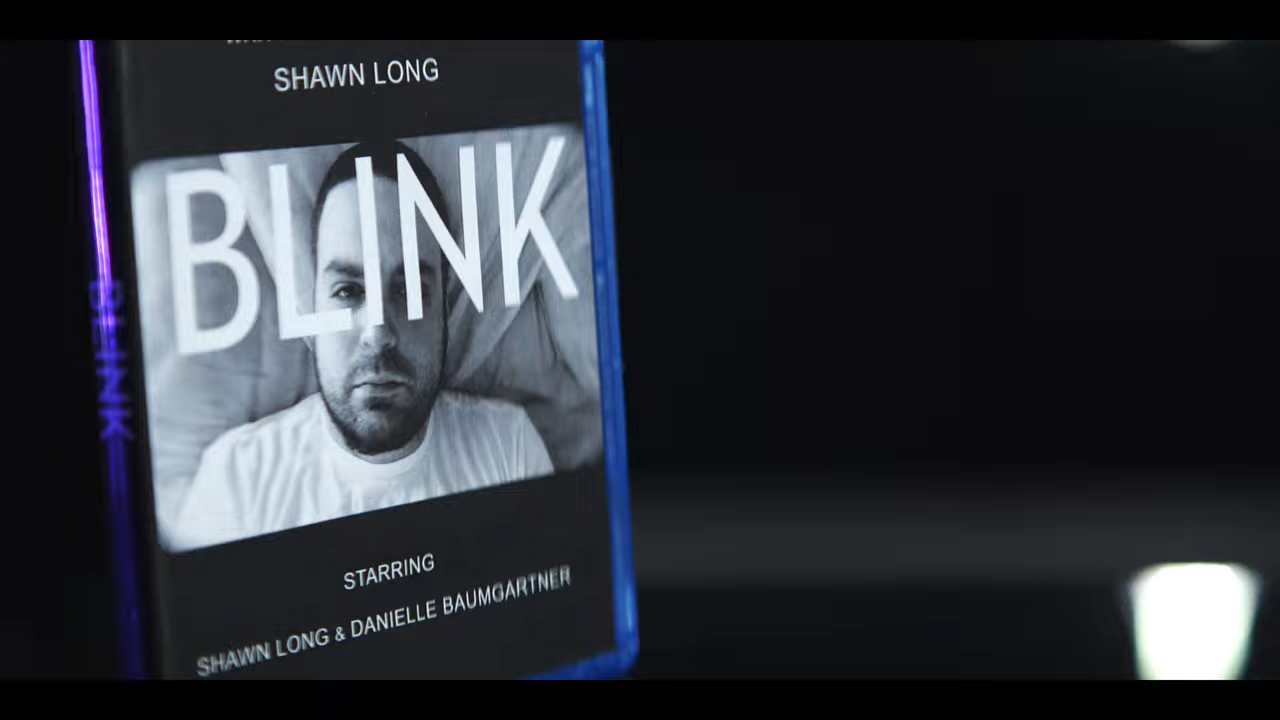 SHAWN LONG
BLINK
BLINK
STARRING
SHAWN LONG & DANIELLE BAUMGARTNER